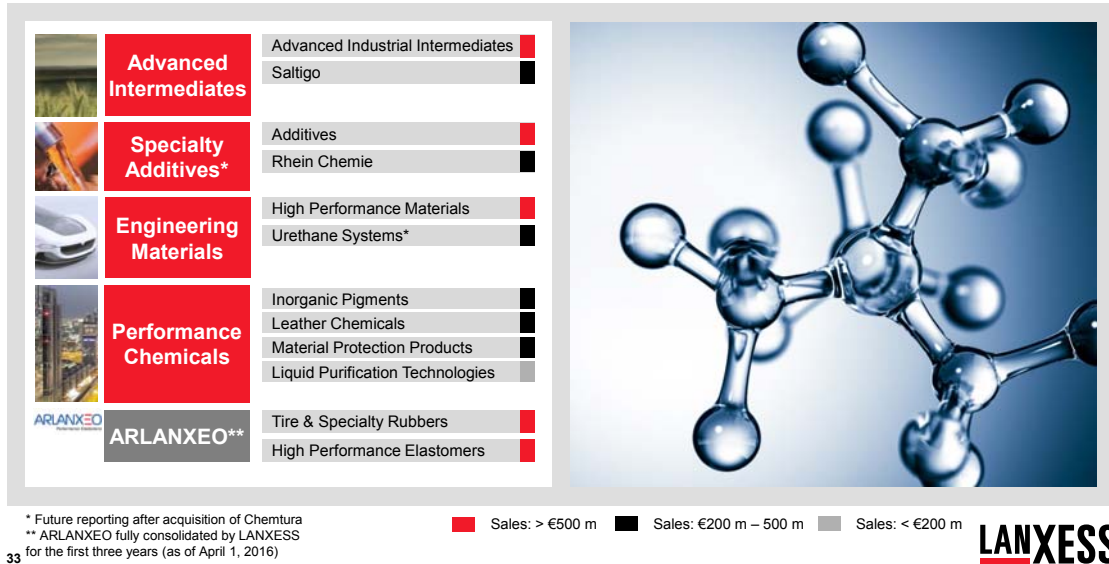 Advanced
Intermediates
Advanced Industrial Intermediates
Saltigo
Specialty
Additives*
Additives
Rhein Chemie
Engineering
Materials
High Performance Materials
Urethane Systems*
Performance
Chemicals
Inorganic Pigments
Leather Chemicals
Material Protection Products
Liquid Purification Technologies
ARLANXEO
Performance Elastomers
ARLANXEO**
Tire & Specialty Rubbers
High Performance Elastomers
* Future reporting after acquisition of Chemtura
** ARLANXEO fully consolidated by LANXESS
for the first three years (as of April 1, 2016)
33
Sales: > €500 m
Sales: €200 m – 500 m
Sales: < €200 m
LANXESS